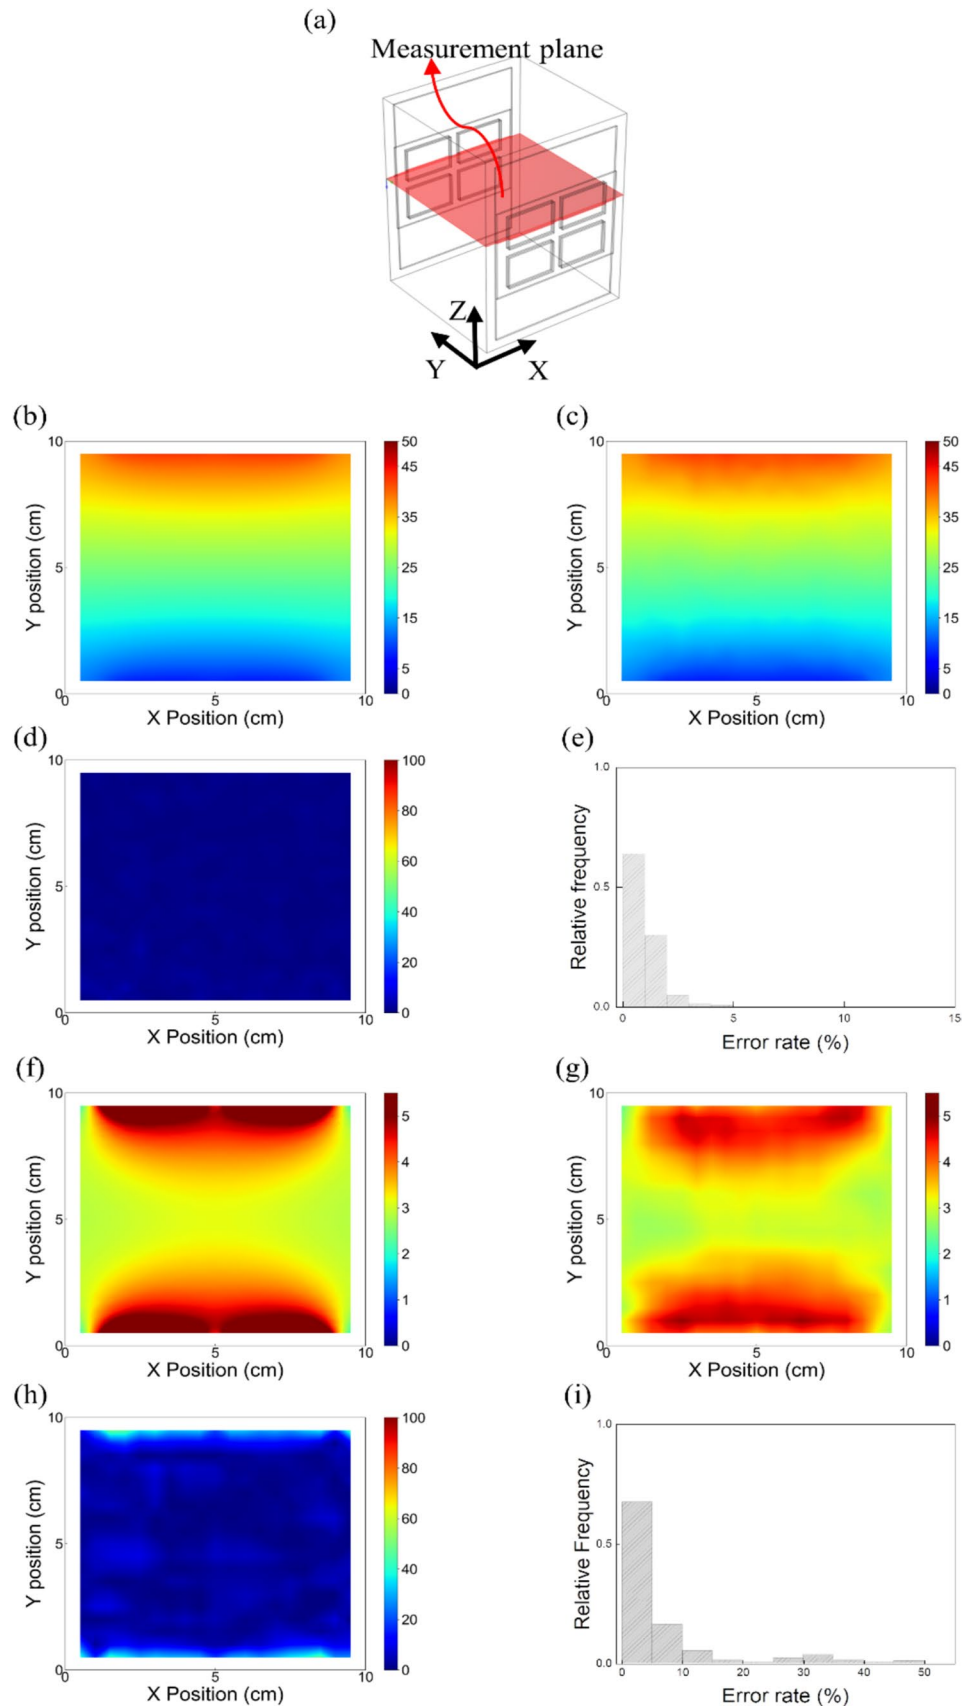 (a)
Measurement plane
Z
Y
X
(b)
10
5
0
5
10
Y position (cm)
X Position (cm)
50
45
35
25
15
5
0
(c)
10
5
0
5
10
Y position (cm)
X Position (cm)
50
45
35
25
15
5
0
(d)
10
5
0
5
10
Y position (cm)
X Position (cm)
100
80
60
40
20
0
(e)
1.0
0.5
0.0
0
5
10
15
Relative frequency
Error rate (%)
(f)
10
5
0
5
10
Y position (cm)
X Position (cm)
5
4
3
2
1
0
(g)
10
5
0
5
10
Y position (cm)
X Position (cm)
5
4
3
2
1
0
(h)
10
5
0
5
10
Y position (cm)
X Position (cm)
100
80
60
40
20
0
(i)
1.0
0.5
0.0
0
10
20
30
40
50
Relative Frequency
Error rate (%)